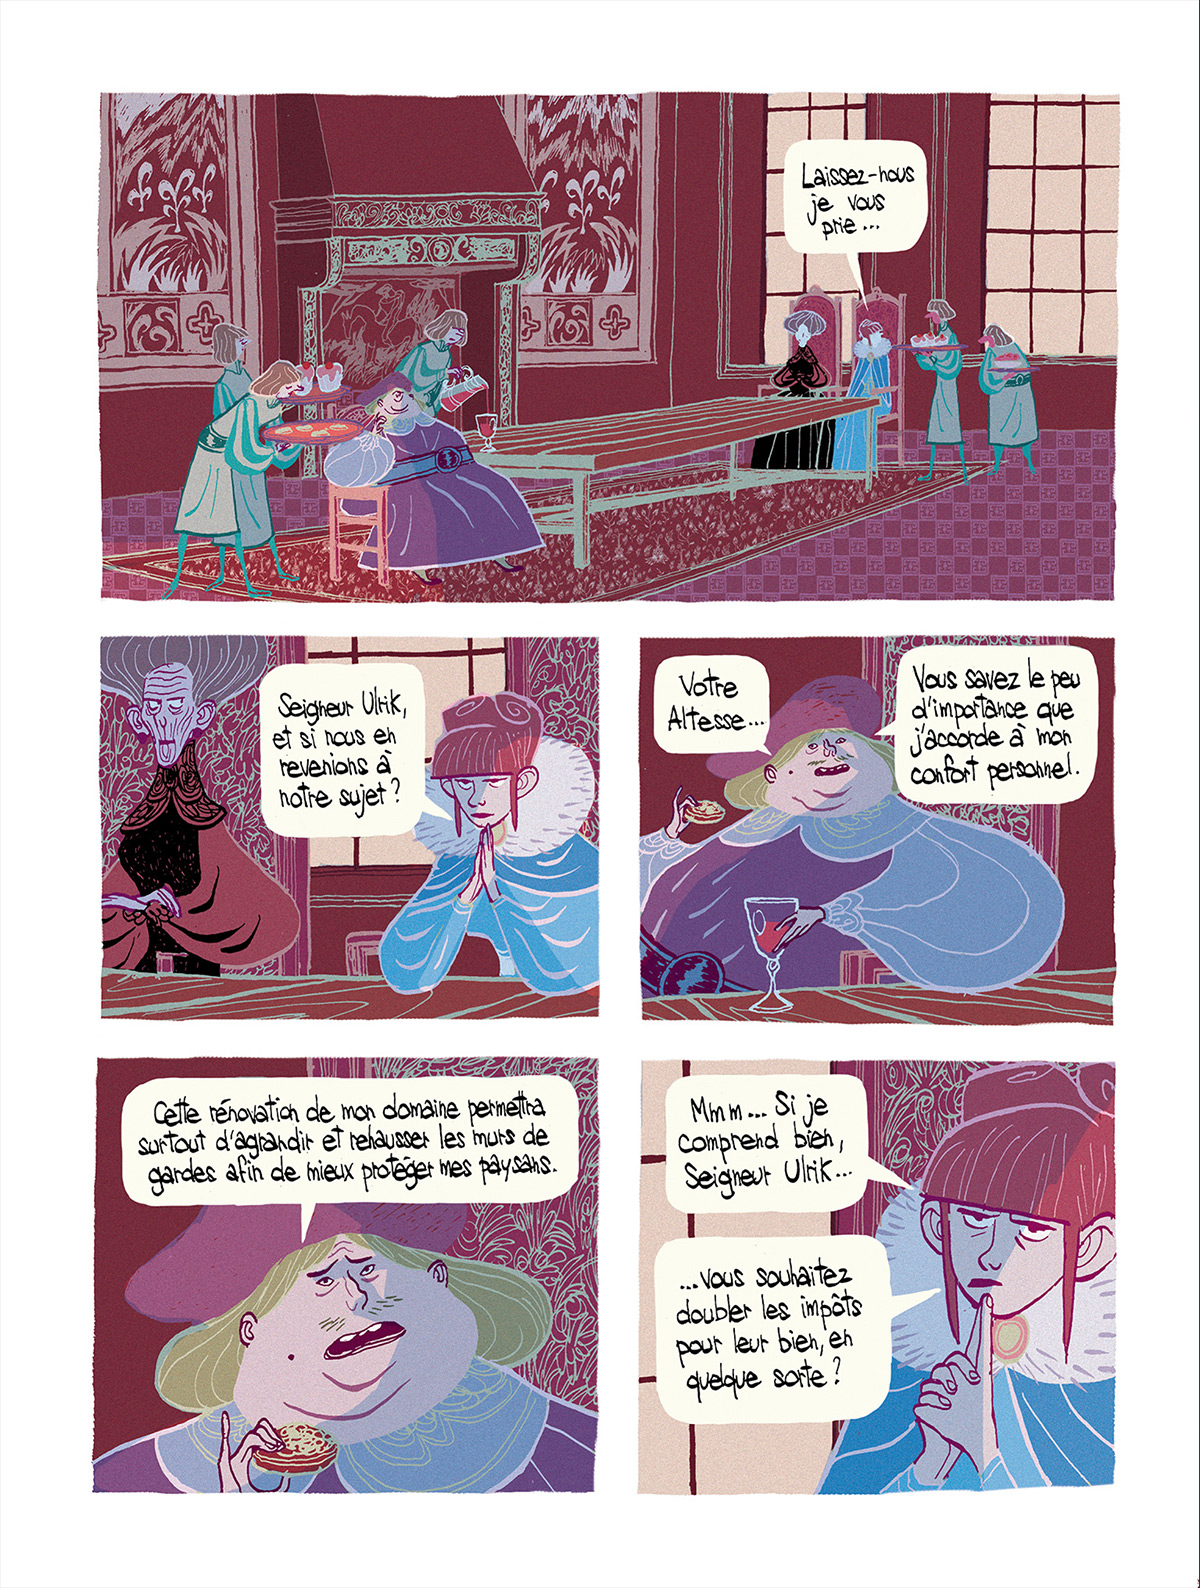 Laissez-nous
je vous
prie...
Seigneur Ulrik,
et si nous en
revenions à
notre sujet ?
Votre
Altesse...
Vous savez le peu
d'importance que
j'accorde à mon
confort personnel.
Cette rénovation de mon domaine permettra
surtout d'agrandir et rehausser les murs de
gardes afin de mieux protéger mes paysans.
Mmm... Si je
comprend bien,
Seigneur Ulrik...
...vous souhaitez
doubler les impôts
pour leur bien, en
quelque sorte ?